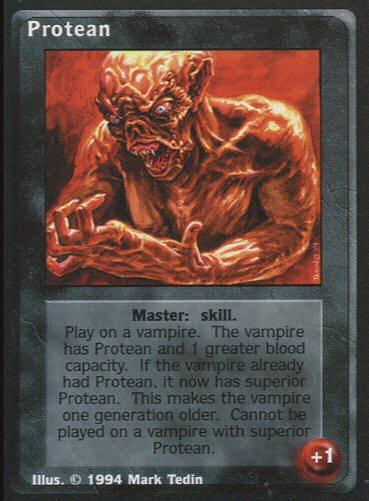 Protean
Master: skill.
Play on a vampire. The vampire
has Protean and 1 greater blood
capacity. If the vampire already
had Protean, it now has superior
Protean. This makes the vampire
one generation older. Cannot be
played on a vampire with superior
Protean.
+1
Illus. © 1994 Mark Tedin